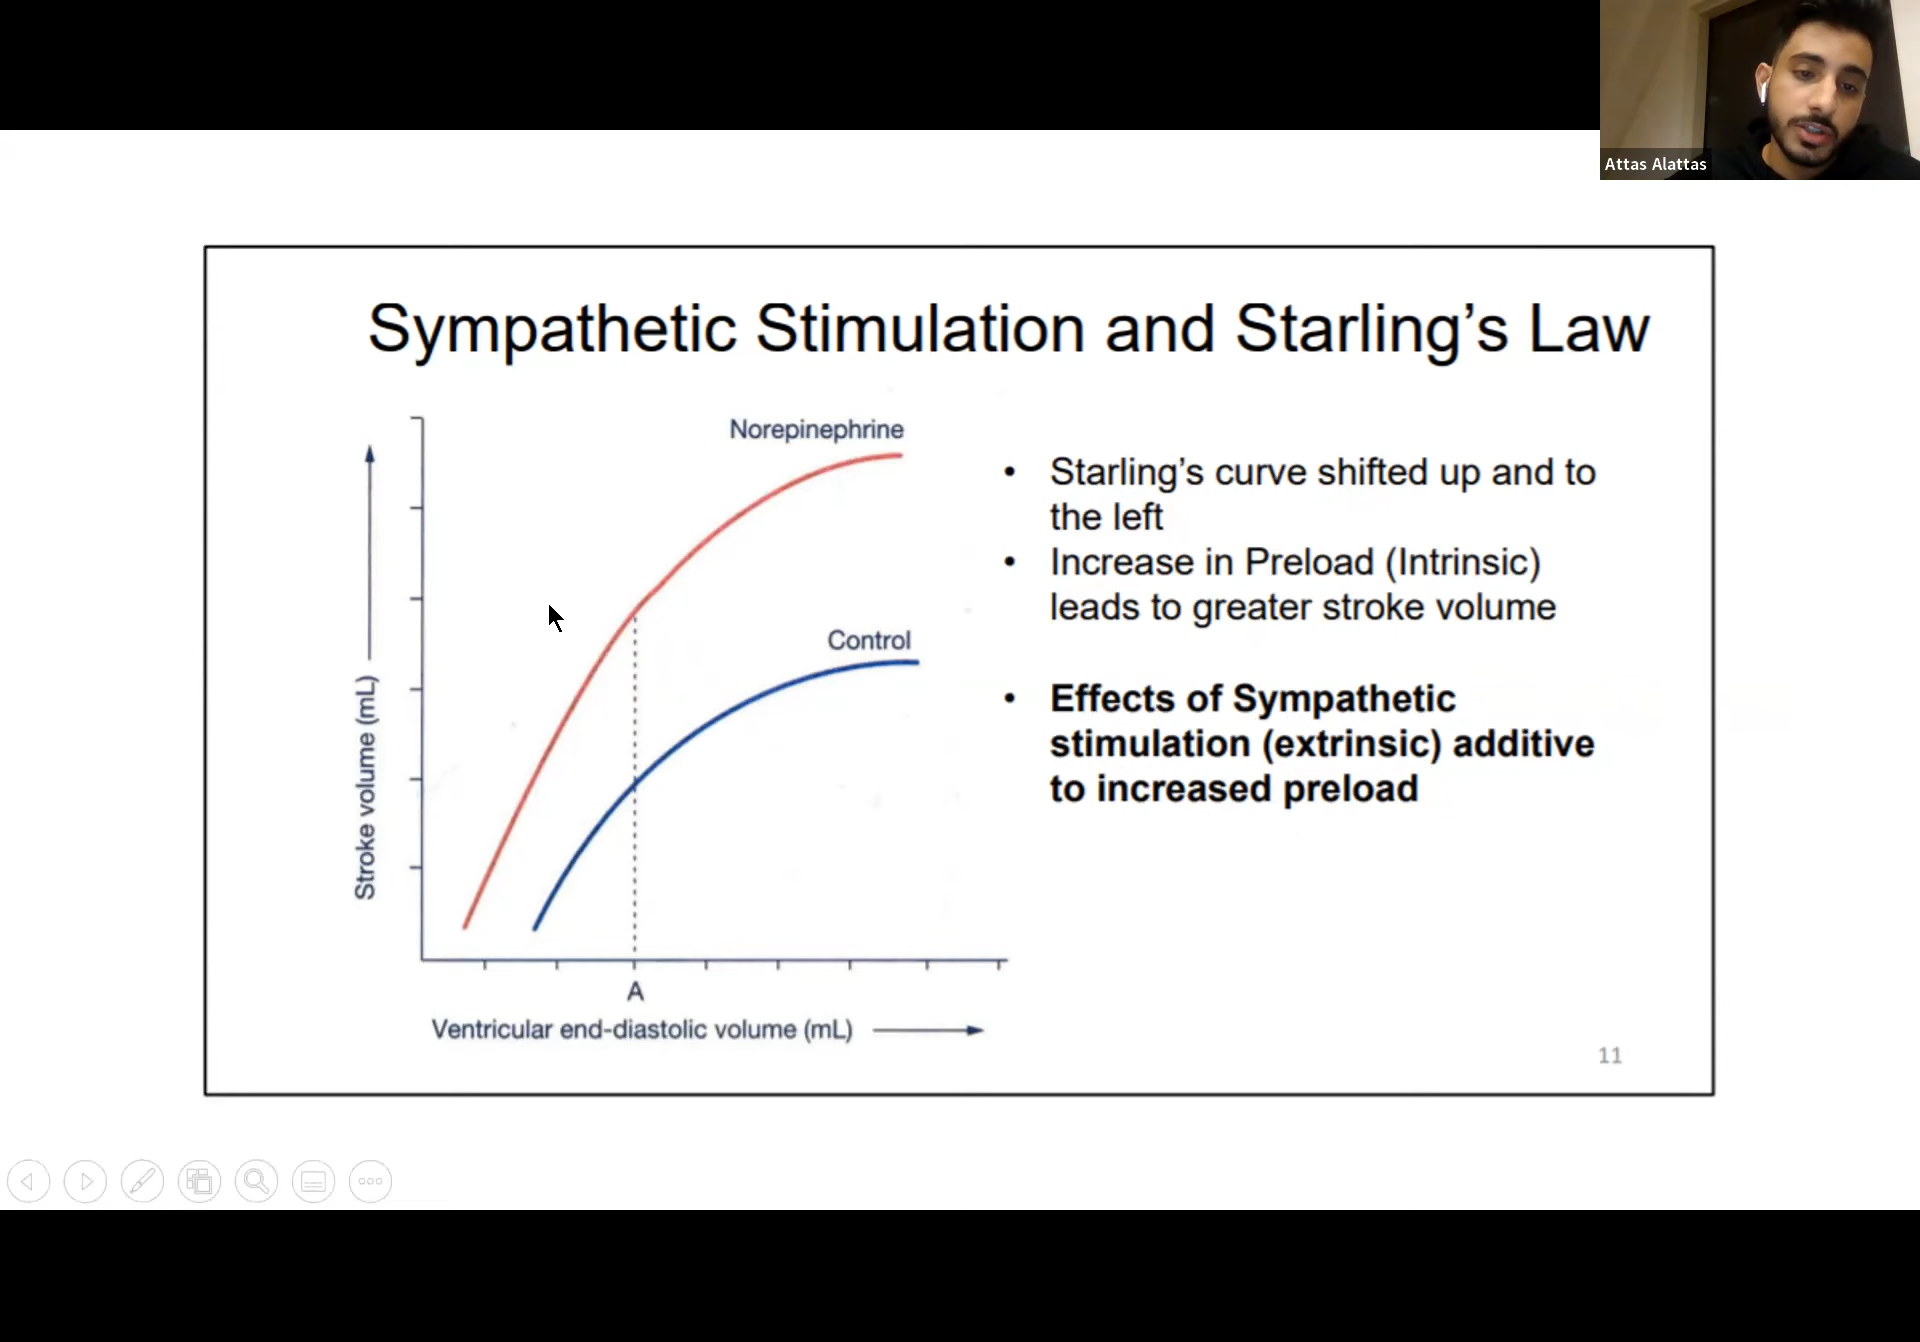 Attas Alattas
Sympathetic Stimulation and Starling's Law
Norepinephrine
Control
Stroke volume (mL)
A
Ventricular end-diastolic volume (mL)
• Starling's curve shifted up and to
the left
• Increase in Preload (Intrinsic)
leads to greater stroke volume
• Effects of Sympathetic
stimulation (extrinsic) additive
to increased preload
11